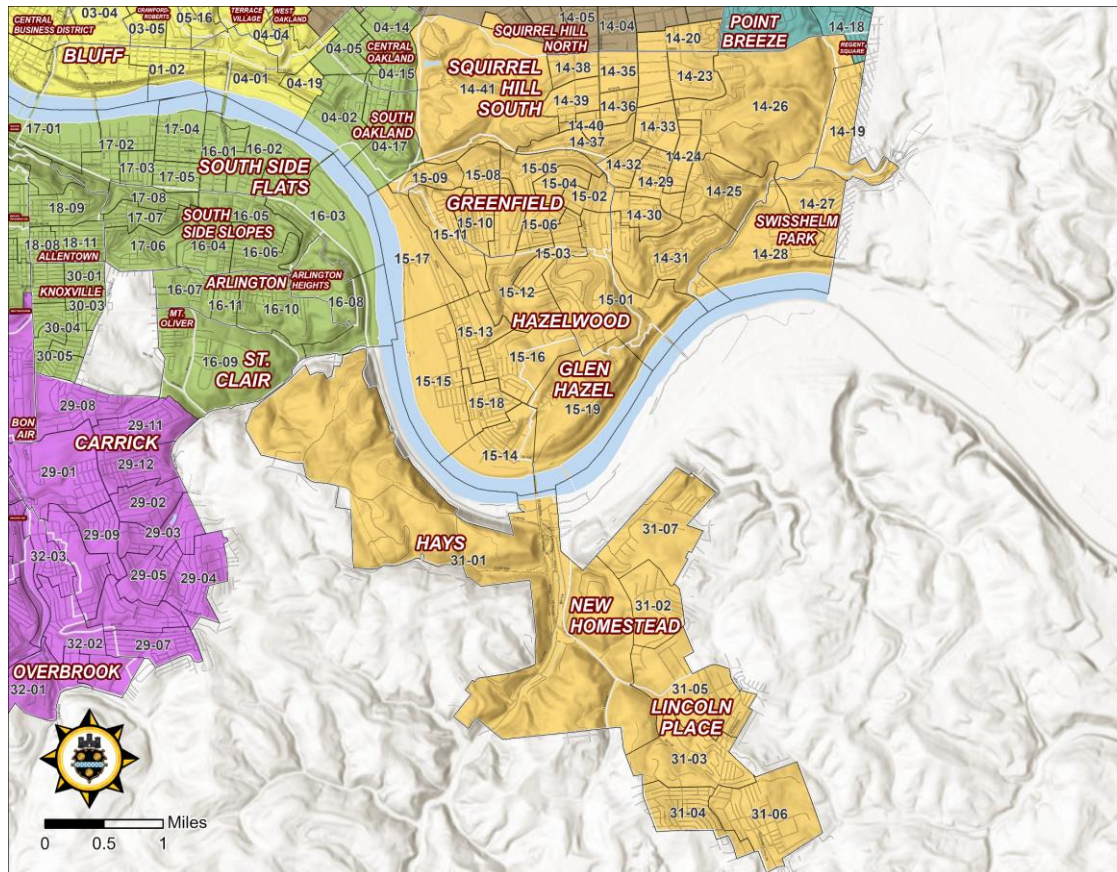 03-04
CRAWFORD-
ROBERTS
05-16
TERRACE
VILLAGE
WEST
OAKLAND
CENTRAL
BUSINESS DISTRICT
03-05
04-04
BLUFF
01-02
04-01
04-19
04-14
04-05
CENTRAL
OAKLAND
04-15
04-02
SOUTH
OAKLAND
04-17
14-05
14-04
SQUIRREL HILL
NORTH
14-20
POINT
BREEZE
14-18
REGENT
SQUARE
SQUIRREL
HILL
SOUTH
14-41
14-38
14-35
14-23
14-39
14-36
14-26
14-40
14-37
14-33
14-19
14-32
14-24
14-29
14-25
14-30
14-27
SWISSHELM
PARK
14-28
14-31
17-01
17-04
17-02
16-01
16-02
17-03
17-05
SOUTH SIDE
FLATS
17-08
17-07
18-09
SOUTH
SIDE SLOPES
16-05
16-03
18-08
18-11
ALLENTOWN
17-06
16-04
16-06
30-01
KNOXVILLE
30-03
16-07
ARLINGTON
ARLINGTON
HEIGHTS
16-11
16-10
16-08
30-04
MT.
OLIVER
30-05
16-09
ST.
CLAIR
15-09
15-08
15-05
15-04
15-02
GREENFIELD
15-10
15-11
15-06
15-03
15-17
15-12
15-01
15-13
HAZELWOOD
15-16
GLEN
HAZEL
15-15
15-18
15-19
15-14
29-08
29-11
BON
AIR
CARRICK
29-01
29-12
29-02
29-09
29-03
32-03
29-05
29-04
32-02
29-07
OVERBROOK
32-01
HAYS
31-01
31-07
NEW
HOMESTEAD
31-02
31-05
LINCOLN
PLACE
31-03
31-04
31-06
Miles
0
0.5
1